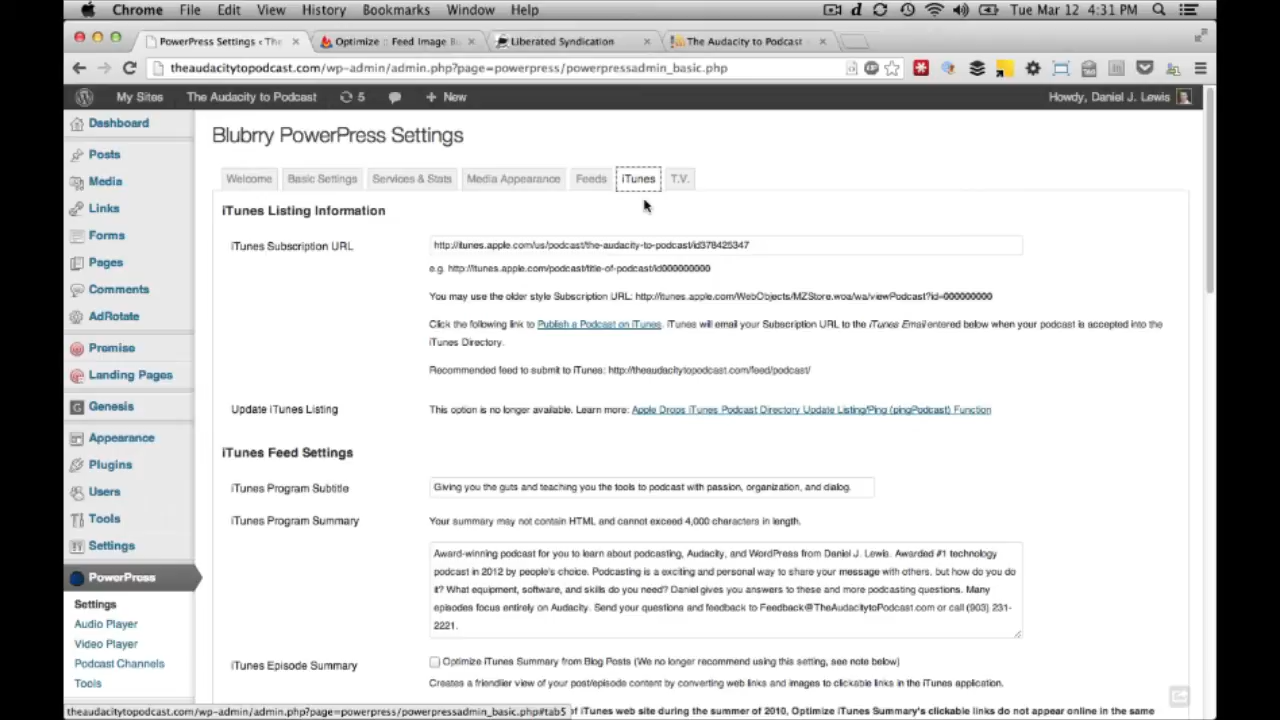 Chrome File Edit View History Bookmarks Window Help Tue Mar 12 4:31 PM
PowerPress Settings ‹ The Optimize :: Feed Image Bl Liberated Syndication The Audacity to Podcast
theaudacitytopodcast.com/wp-admin/admin.php?page=powerpress/powerpressadmin_basic.php
My Sites The Audacity to Podcast 5 + New Howdy, Daniel J. Lewis
Dashboard
Posts
Media
Links
Forms
Pages
Comments
AdRotate
Premise
Landing Pages
Genesis
Appearance
Plugins
Users
Tools
Settings
PowerPress
Settings
Audio Player
Video Player
Podcast Channels
Tools
Blubrry PowerPress Settings
Welcome Basic Settings Services & Stats Media Appearance Feeds iTunes T.V.
iTunes Listing Information
iTunes Subscription URL http://itunes.apple.com/us/podcast/the-audacity-to-podcast/id378425347
e.g. http://itunes.apple.com/podcast/title-of-podcast/id000000000
You may use the older style Subscription URL: http://itunes.apple.com/WebObjects/MZStore.woa/wa/viewPodcast?id=000000000
Click the following link to Publish a Podcast on iTunes. iTunes will email your Subscription URL to the iTunes Email entered below when your podcast is accepted into the
iTunes Directory.
Recommended feed to submit to iTunes: http://theaudacitytopodcast.com/feed/podcast/
Update iTunes Listing This option is no longer available. Learn more: Apple Drops iTunes Podcast Directory Update Listing/Ping (pingPodcast) Function
iTunes Feed Settings
iTunes Program Subtitle Giving you the guts and teaching you the tools to podcast with passion, organization, and dialog.
iTunes Program Summary Your summary may not contain HTML and cannot exceed 4,000 characters in length.
Award-winning podcast for you to learn about podcasting, Audacity, and WordPress from Daniel J. Lewis. Awarded #1 technology
podcast in 2012 by people's choice. Podcasting is a exciting and personal way to share your message with others, but how do you do
it? What equipment, software, and skills do you need? Daniel gives you answers to these and more podcasting questions. Many
episodes focus entirely on Audacity. Send your questions and feedback to Feedback@TheAudacitytoPodcast.com or call (903) 231-
2221.
iTunes Episode Summary Optimize iTunes Summary from Blog Posts (We no longer recommend using this setting, see note below)
Creates a friendlier view of your post/episode content by converting web links and images to clickable links in the iTunes application.
theaudacitytopodcast.com/wp-admin/admin.php?page=powerpress/powerpressadmin_basic.php#tab5 of iTunes web site during the summer of 2010, Optimize iTunes Summary's clickable links do not appear online in the same